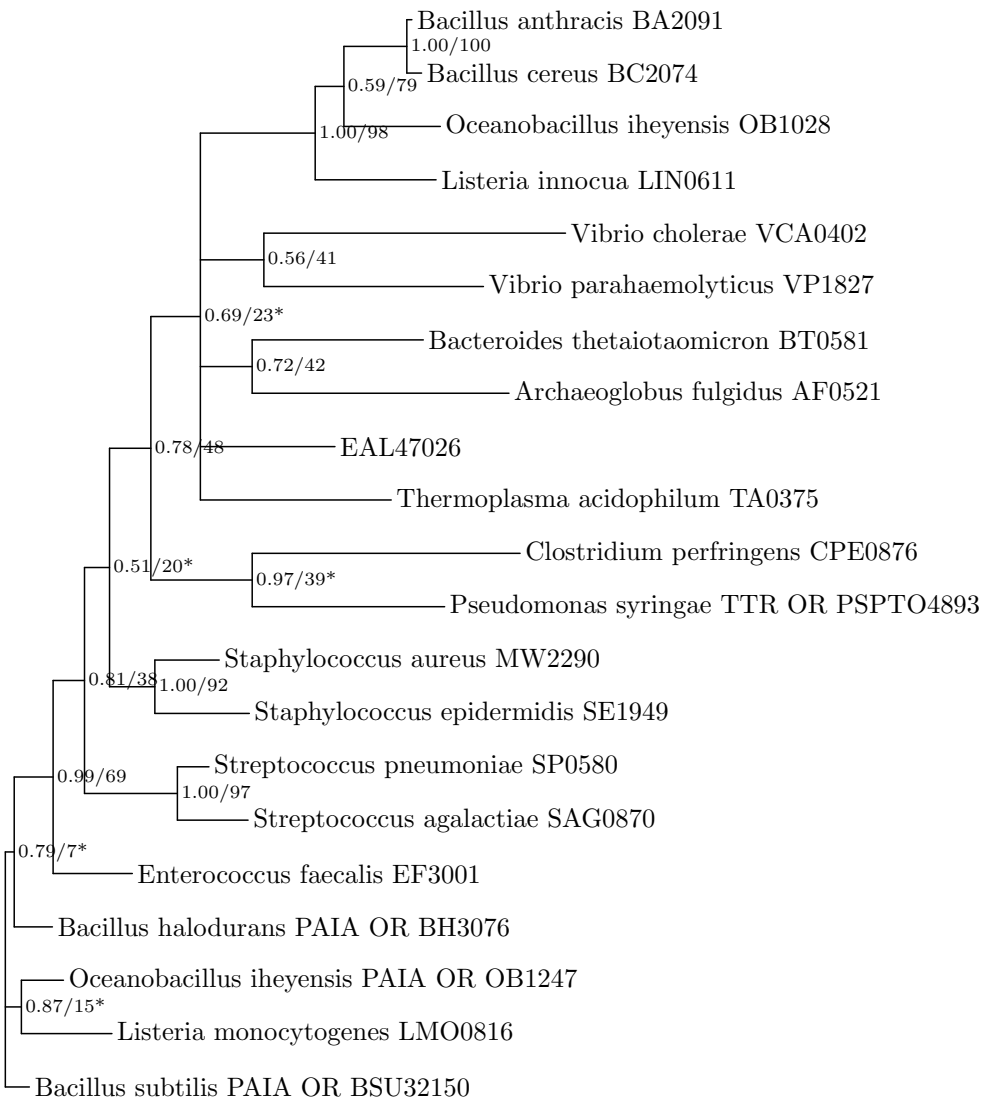 Bacillus anthracis BA2091
1.00/100
Bacillus cereus BC2074
0.59/79
Oceanobacillus iheyensis OB1028
1.00/98
Listeria innocua LIN0611
Vibrio cholerae VCA0402
0.56/41
Vibrio parahaemolyticus VP1827
0.69/23*
Bacteroides thetaiotaomicron BT0581
0.72/42
Archaeoglobus fulgidus AF0521
0.78/48
EAL47026
Thermoplasma acidophilum TA0375
Clostridium perfringens CPE0876
0.51/20*
0.97/39*
Pseudomonas syringae TTR OR PSPTO4893
Staphylococcus aureus MW2290
0.81/38
1.00/92
Staphylococcus epidermidis SE1949
Streptococcus pneumoniae SP0580
0.99/69
1.00/97
Streptococcus agalactiae SAG0870
0.79/7*
Enterococcus faecalis EF3001
Bacillus halodurans PAIA OR BH3076
Oceanobacillus iheyensis PAIA OR OB1247
0.87/15*
Listeria monocytogenes LMO0816
Bacillus subtilis PAIA OR BSU32150